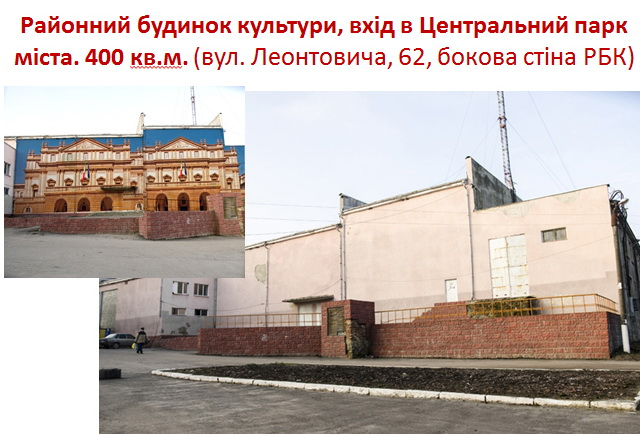 Районний будинок культури, вхід в Центральний парк
міста. 400 кв.м. (вул. Леонтовича, 62, бокова стіна РБК)